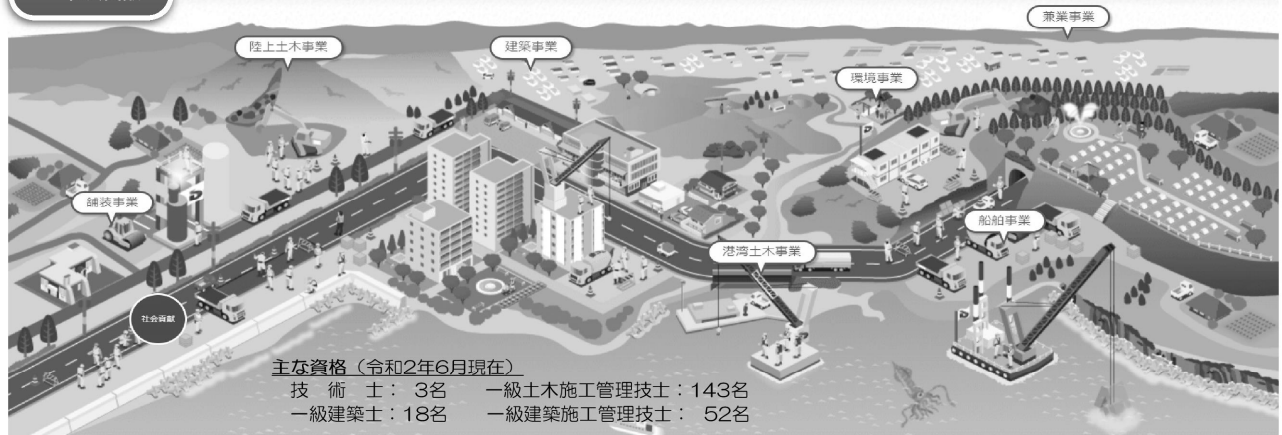 兼業事業
陸上土木事業
建築事業
環境事業
舗装事業
船舶事業
港湾土木事業
社会貢献
主な資格（令和2年6月現在）
技　術　士： 3名　　一級土木施工管理技士：143名
一級建築士：18名　　一級建築施工管理技士： 52名